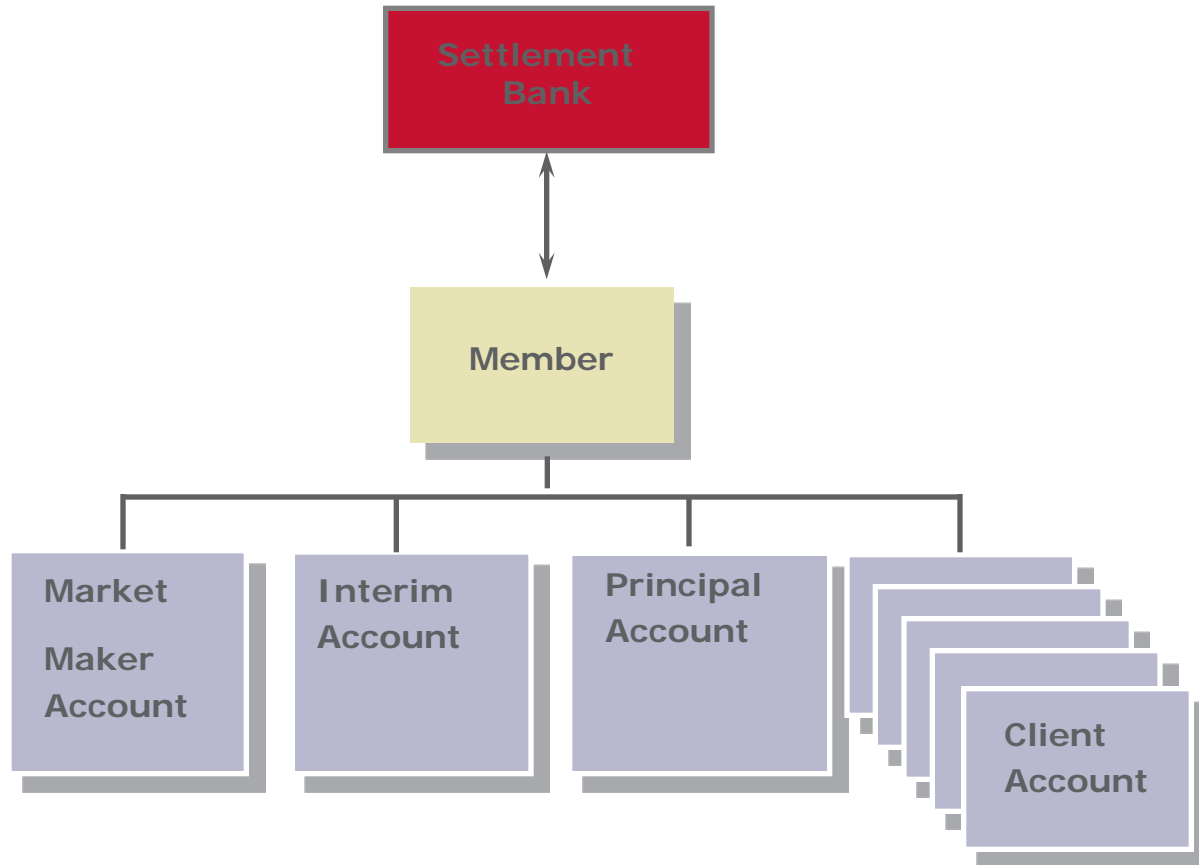 Settlement
Bank
Member
Market
Maker
Account
Interim
Account
Principal
Account
Client
Account